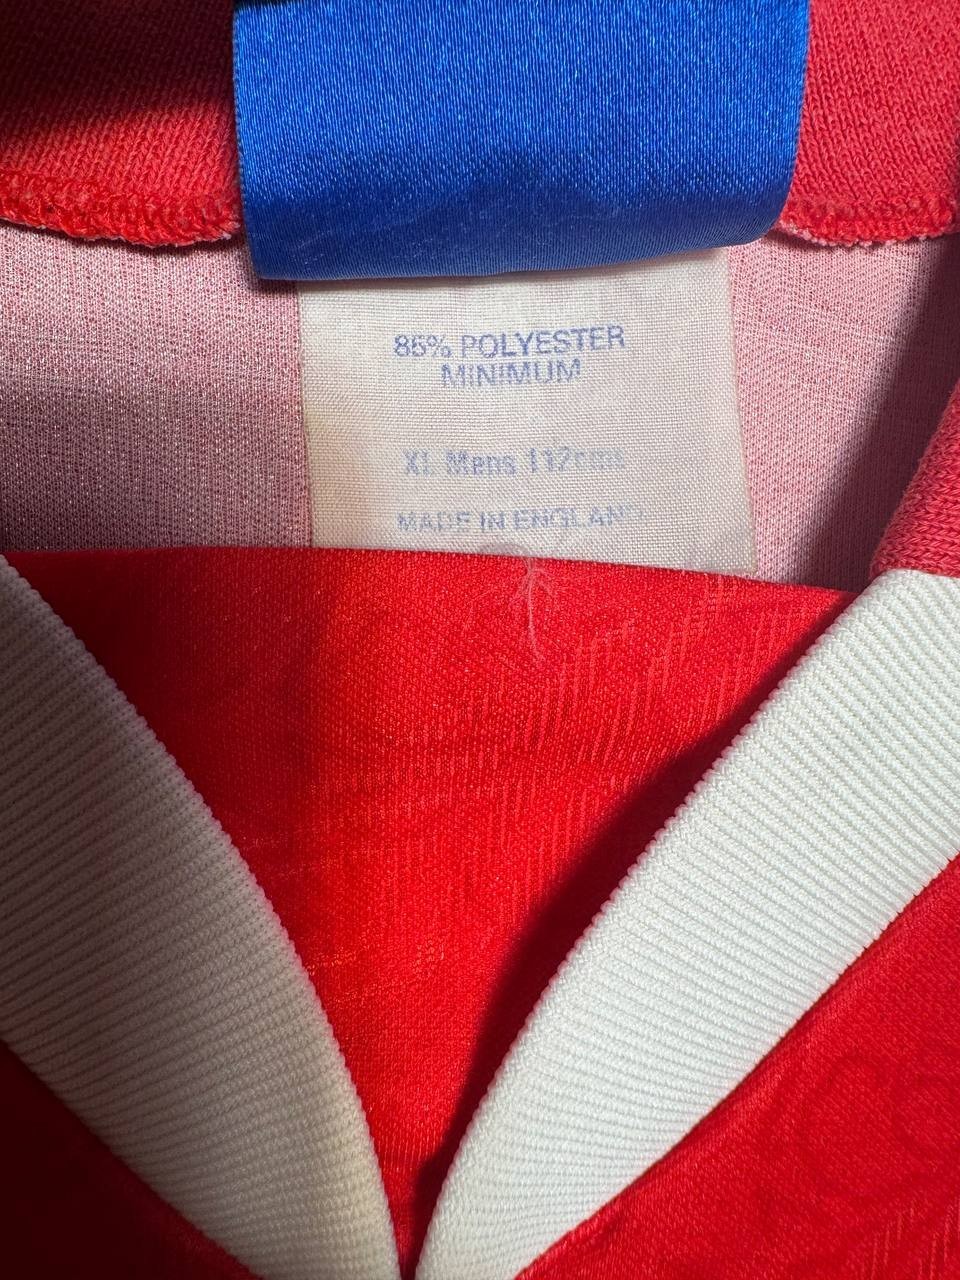 85% POLYESTER
MINIMUM
XL Mens 112cms
MADE IN ENGLAND